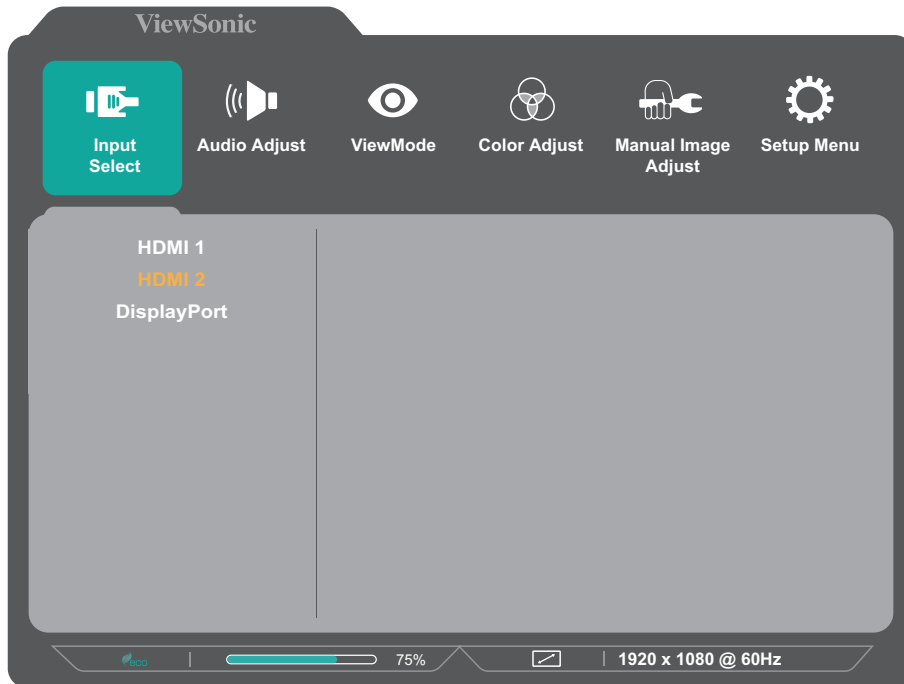 ViewSonic
Input
Select
Audio Adjust
ViewMode
Color Adjust
Manual Image
Adjust
Setup Menu
HDMI 1
HDMI 2
DisplayPort
eco
75%
1920 x 1080 @ 60Hz